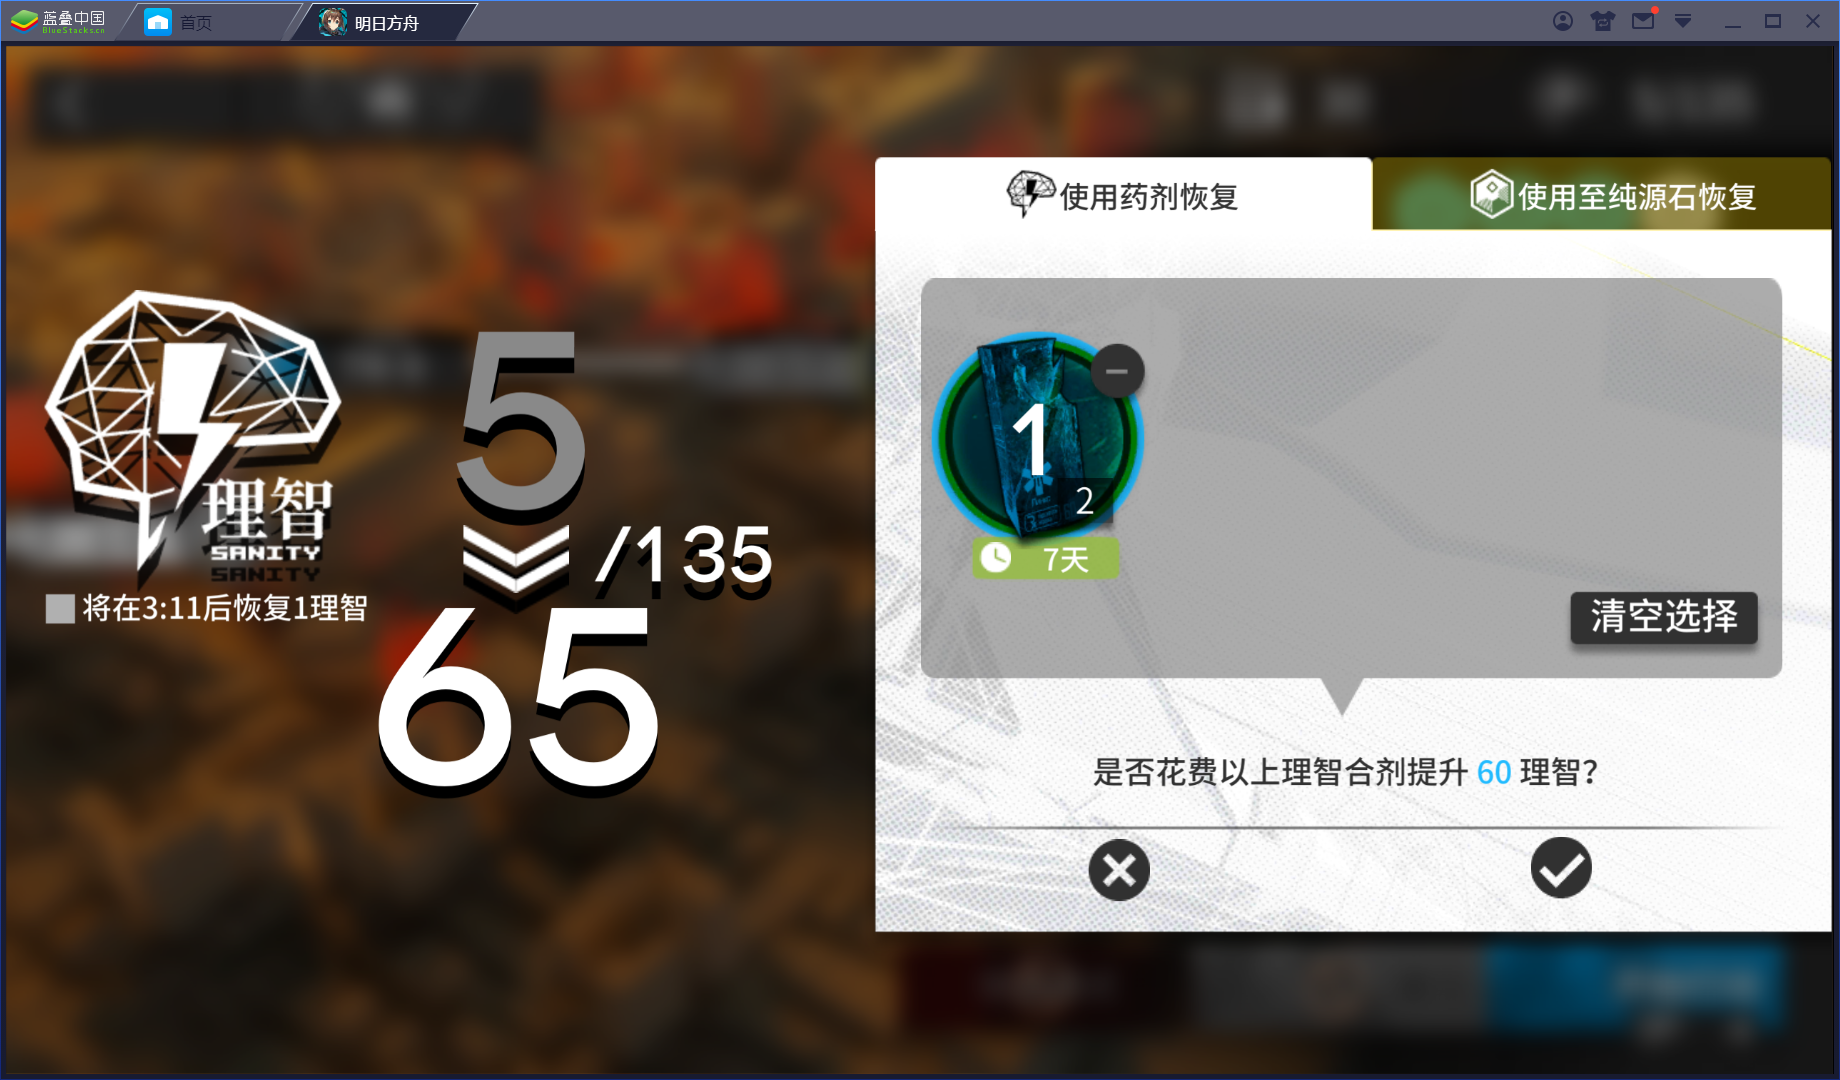 蓝叠中国
BlueStacks.cn
首页
明日方舟
使用药剂恢复
使用至纯源石恢复
5
/135
65
理智
SANITY
将在3:11后恢复1理智
1
2
7天
清空选择
是否花费以上理智合剂提升 60 理智?